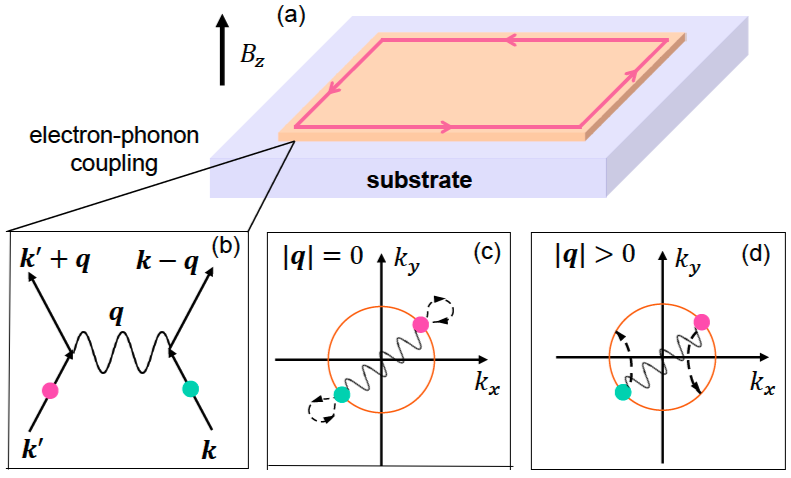 (a)
B_z
electron-phonon
coupling
substrate
(b)
k′ + q
k − q
q
k′
k
(c)
|q| = 0
k_y
k_x
(d)
|q| > 0
k_y
k_x